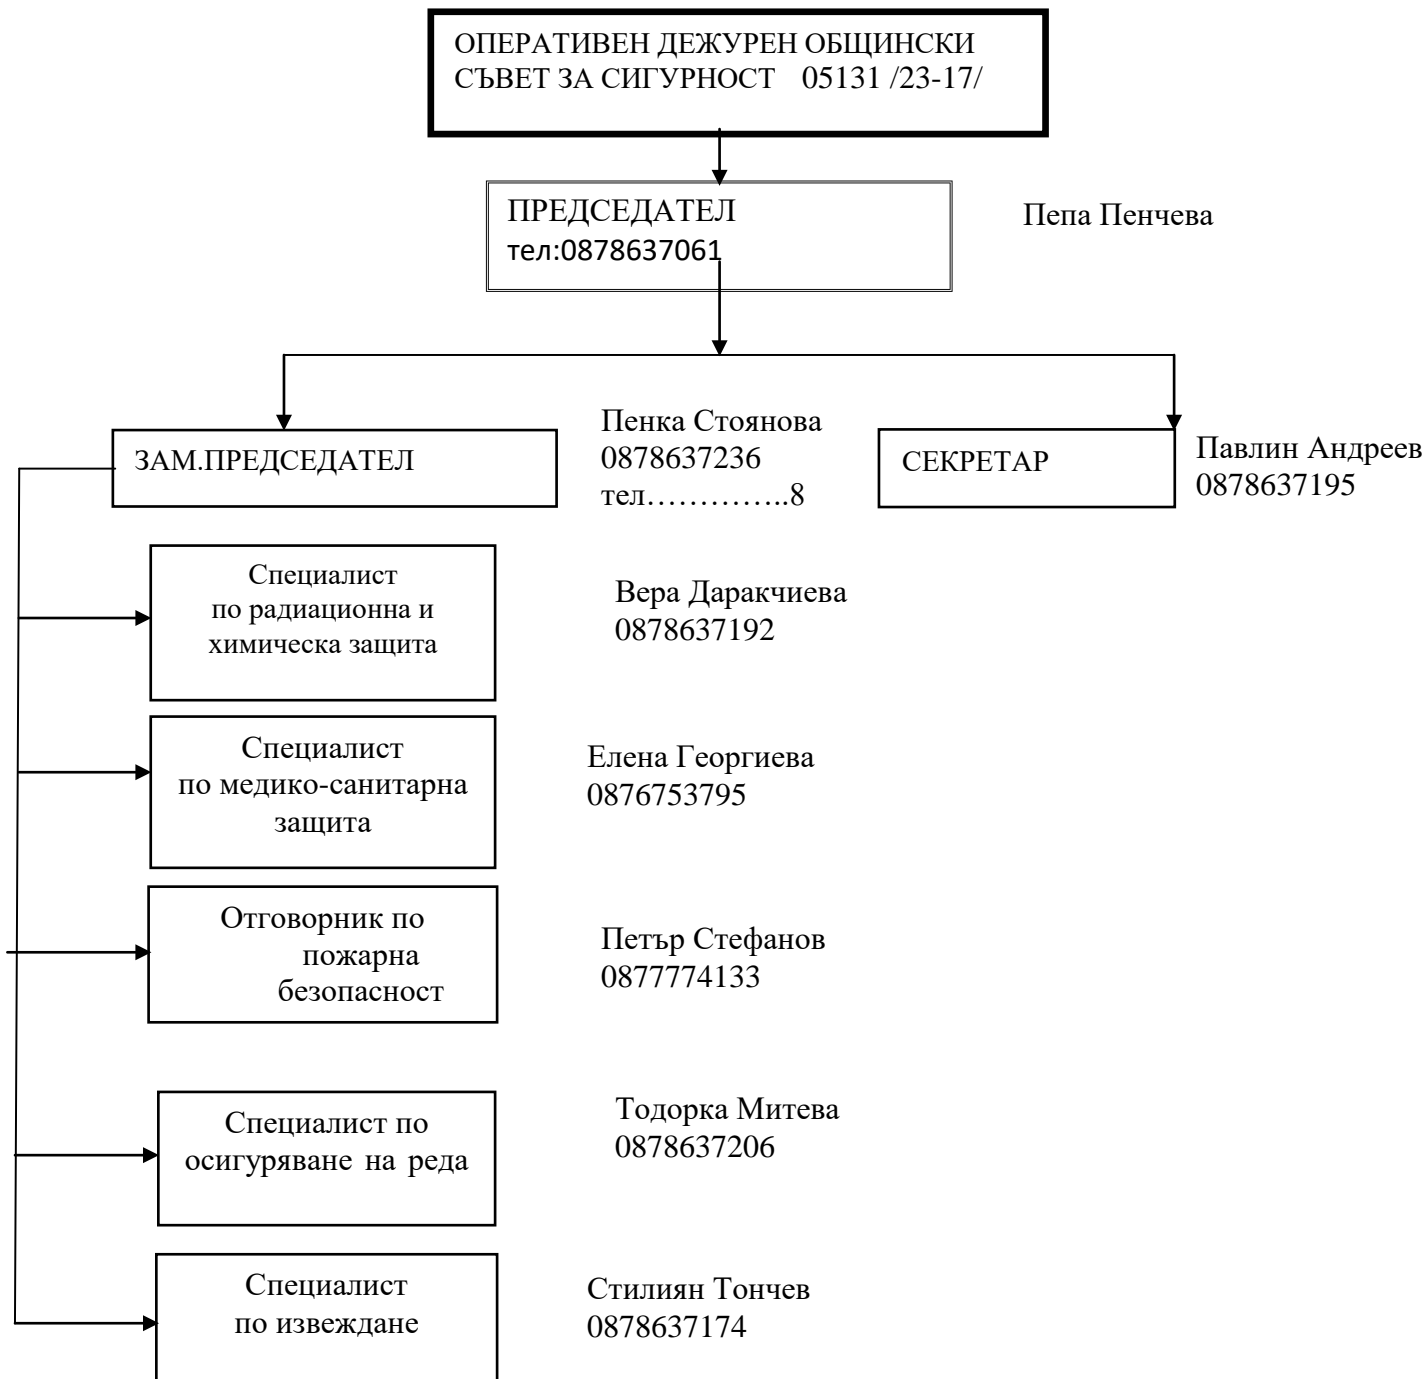 ОПЕРАТИВЕН ДЕЖУРЕН ОБЩИНСКИ
СЪВЕТ ЗА СИГУРНОСТ 05131 /23-17/
ПРЕДСЕДАТЕЛ
тел:0878637061
Пепа Пенчева
ЗАМ.ПРЕДСЕДАТЕЛ
Пенка Стоянова
0878637236
тел…………..8
СЕКРЕТАР
Павлин Андреев
0878637195
Специалист
по радиационна и
химическа защита
Вера Даракчиева
0878637192
Специалист
по медико-санитарна
защита
Елена Георгиева
0876753795
Отговорник по
пожарна
безопасност
Петър Стефанов
0877774133
Специалист по
осигуряване на реда
Тодорка Митева
0878637206
Специалист
по извеждане
Стилиян Тончев
0878637174